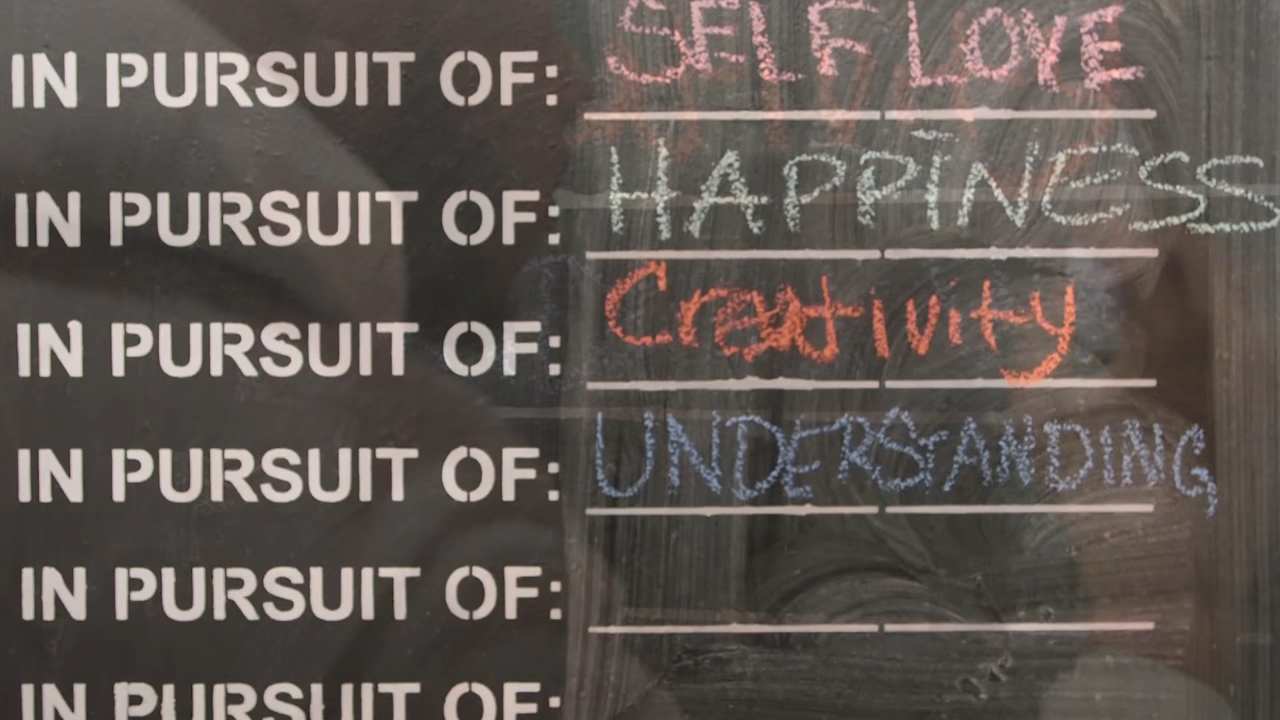 IN PURSUIT OF: SELF LOVE
IN PURSUIT OF: HAPPINESS
IN PURSUIT OF: Creativity
IN PURSUIT OF: UNDERSTANDING
IN PURSUIT OF:
IN PURSUIT OF: